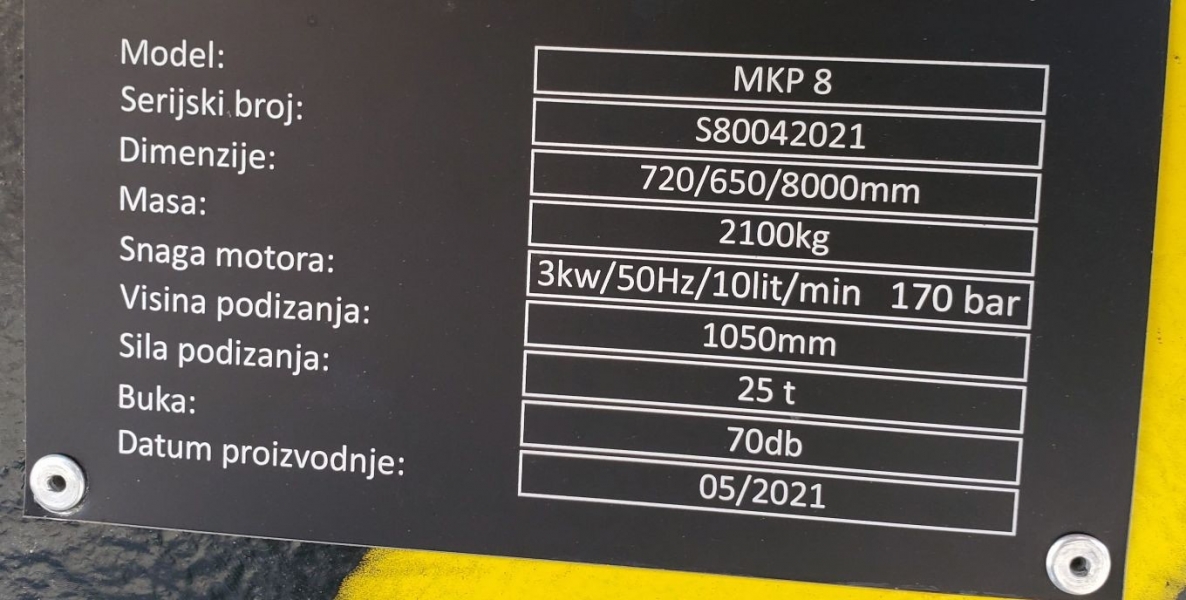 Model: MKP 8
Serijski broj: S80042021
Dimenzije: 720/650/8000mm
Masa: 2100kg
Snaga motora: 3kw/50Hz/10lit/min 170 bar
Visina podizanja: 1050mm
Sila podizanja: 25 t
Buka: 70db
Datum proizvodnje: 05/2021